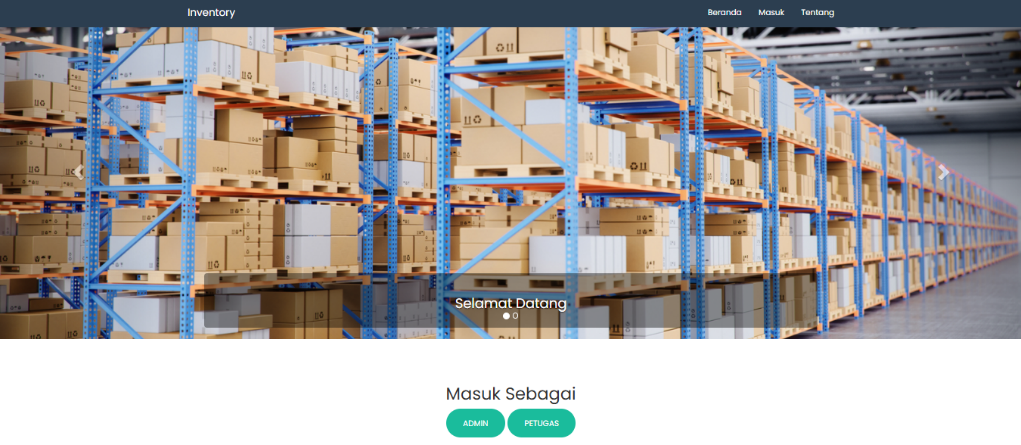 Inventory
Beranda Masuk Tentang
Selamat Datang
Masuk Sebagai
ADMIN PETUGAS